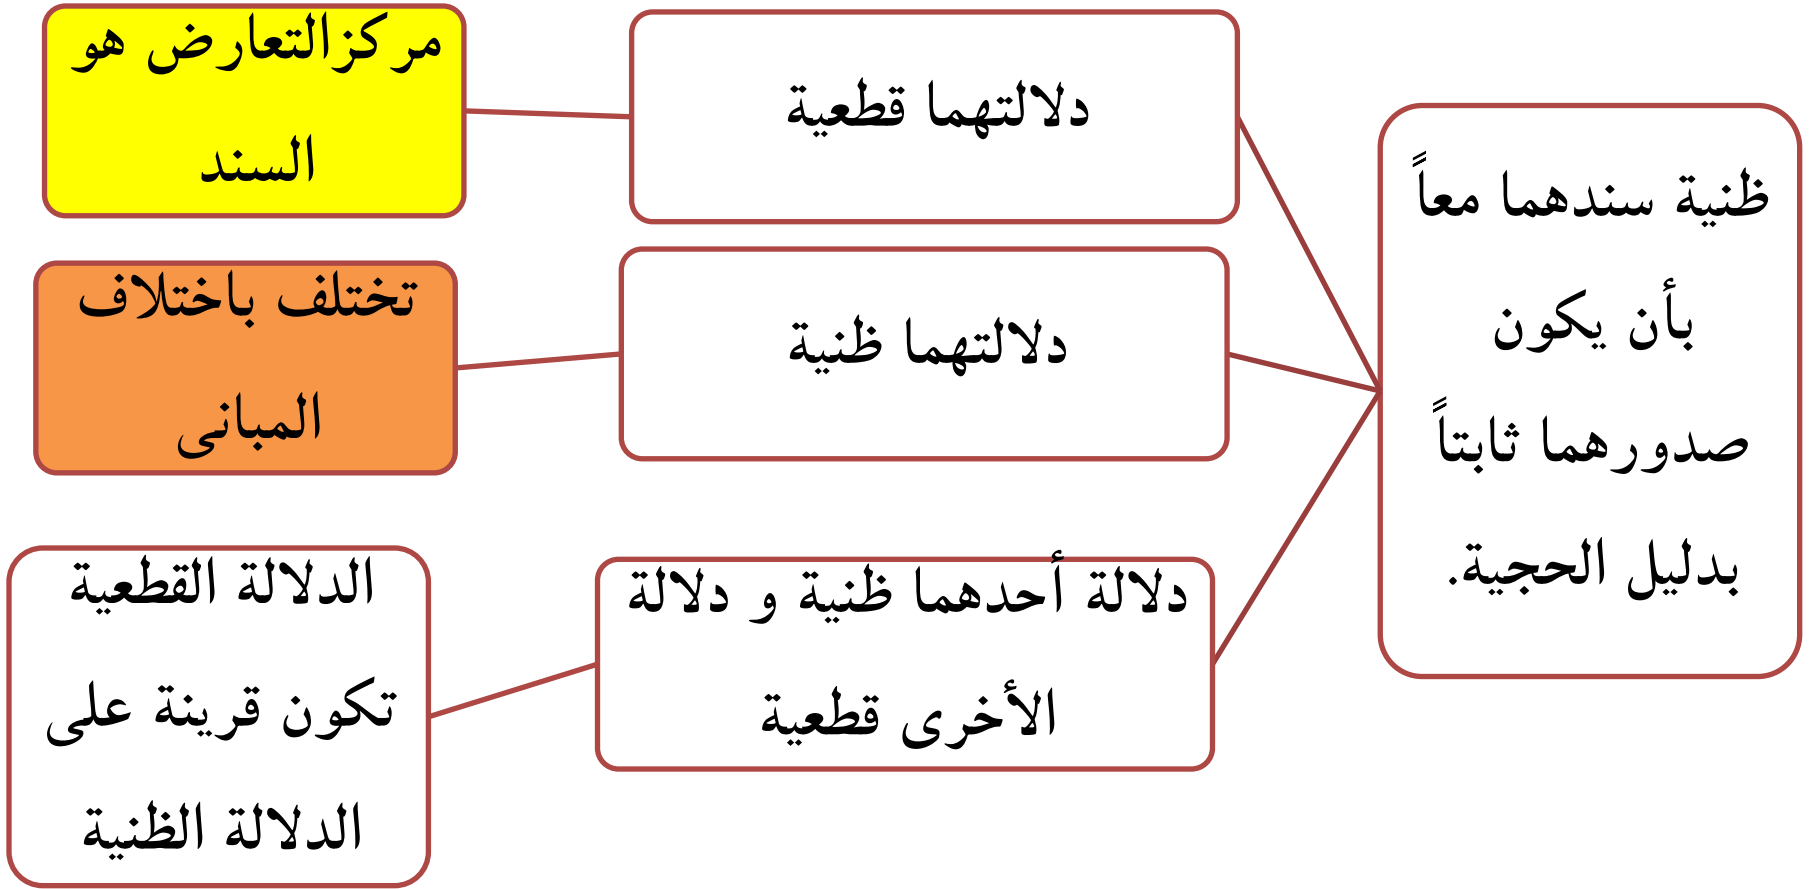 ظنية سندهما معاً
بأن يكون
صدورهما ثابتاً
بدليل الحجية.
دلالتهما قطعية
مركزالتعارض هو
السند
دلالتهما ظنية
تختلف باختلاف
المبانى
دلالة أحدهما ظنية و دلالة
الأخرى قطعية
الدلالة القطعية
تكون قرينة على
الدلالة الظنية